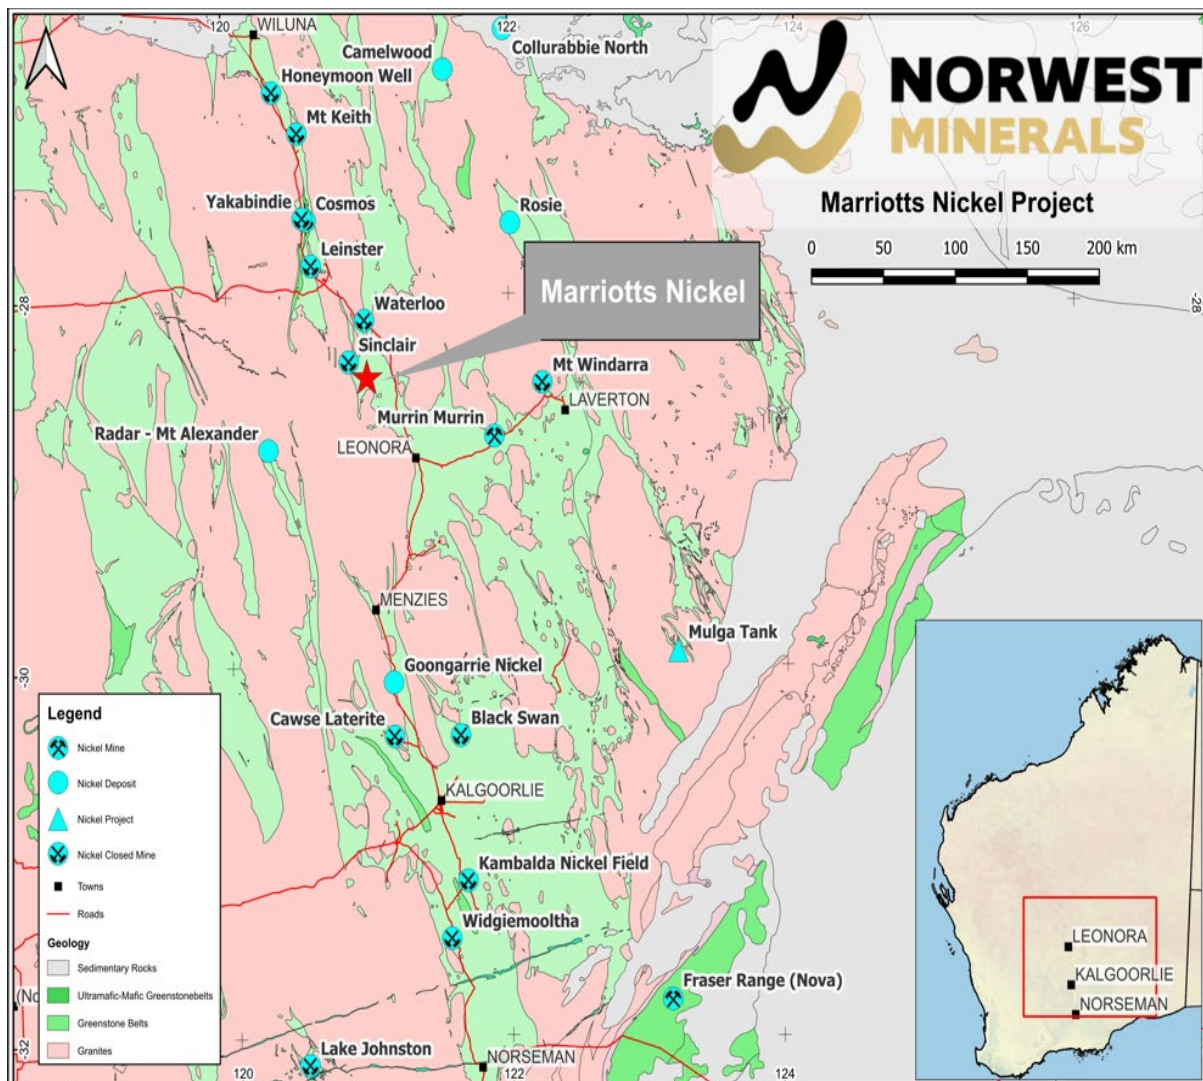 120
122
124
126
WILUNA
Camelwood
Collurabbie North
Honeymoon Well
Mt Keith
NORWEST
MINERALS
Marriotts Nickel Project
0 50 100 150 200 km
Yakabindie
Cosmos
Rosie
Leinster
Marriotts Nickel
-28
-28
Waterloo
Sinclair
Mt Windarra
LAVERTON
Murrin Murrin
Radar - Mt Alexander
LEONORA
MENZIES
Mulga Tank
-30
Goongarrie Nickel
Cawse Laterite
Black Swan
KALGOORLIE
Kambalda Nickel Field
Widgiemooltha
Fraser Range (Nova)
Lake Johnston
NORSEMAN
-32
120
122
124
Legend
Nickel Mine
Nickel Deposit
Nickel Project
Nickel Closed Mine
Towns
Roads
Geology
Sedimentary Rocks
Ultramafic-Mafic Greenstonebelts
Greenstone Belts
Granites
(No
LEONORA
KALGOORLIE
NORSEMAN